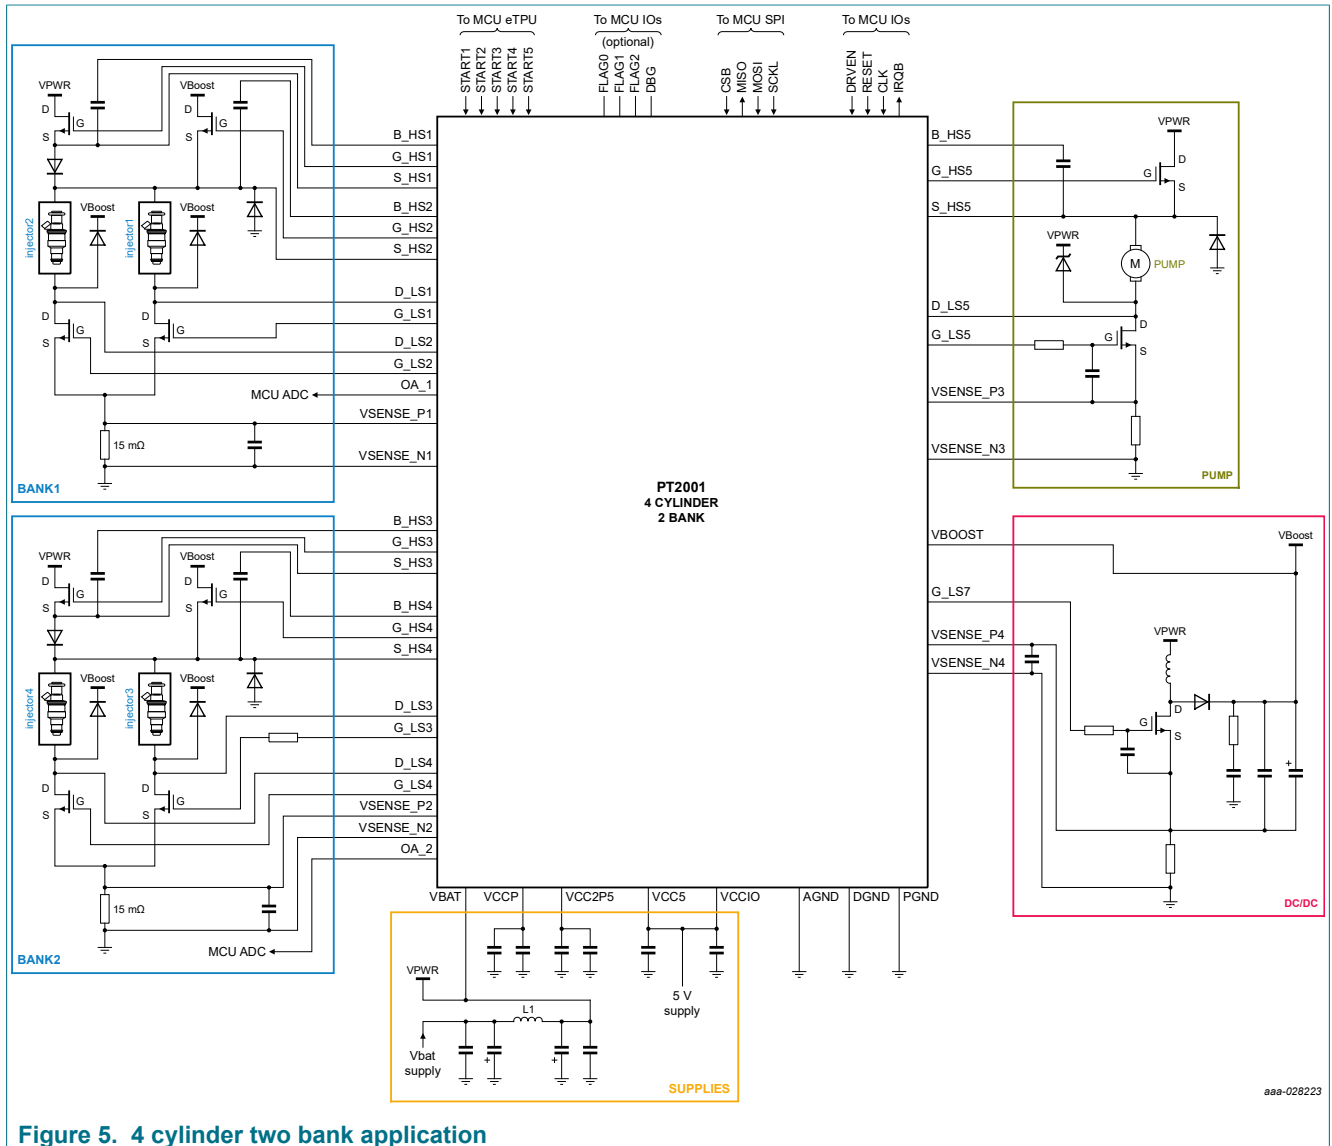 To MCU eTPU
To MCU IOs
(optional)
To MCU SPI
To MCU IOs
START1
START2
START3
START4
START5
FLAG0
FLAG1
FLAG2
DBG
CSB
MISO
MOSI
SCKL
DRVEN
RESET
CLK
IRQB
VPWR
D
G
S
VBoost
D
G
S
injector2
VBoost
injector1
VBoost
D
G
S
D
G
S
MCU ADC
15 mΩ
BANK1
B_HS1
G_HS1
S_HS1
B_HS2
G_HS2
S_HS2
D_LS1
G_LS1
D_LS2
G_LS2
OA_1
VSENSE_P1
VSENSE_N1
VPWR
D
G
S
VBoost
D
G
S
injector4
VBoost
injector3
VBoost
D
G
S
D
G
S
15 mΩ
MCU ADC
BANK2
B_HS3
G_HS3
S_HS3
B_HS4
G_HS4
S_HS4
D_LS3
G_LS3
D_LS4
G_LS4
VSENSE_P2
VSENSE_N2
OA_2
PT2001
4 CYLINDER
2 BANK
B_HS5
G_HS5
S_HS5
D_LS5
G_LS5
VSENSE_P3
VSENSE_N3
VPWR
D
G
S
VPWR
M
PUMP
D
G
S
PUMP
VBOOST
G_LS7
VSENSE_P4
VSENSE_N4
VBoost
VPWR
D
G
S
+
DC/DC
VBAT
VCCP
VCC2P5
VCC5
VCCIO
AGND
DGND
PGND
VPWR
L1
5 V
supply
Vbat
supply
+
+
SUPPLIES
aaa-028223
Figure 5. 4 cylinder two bank application